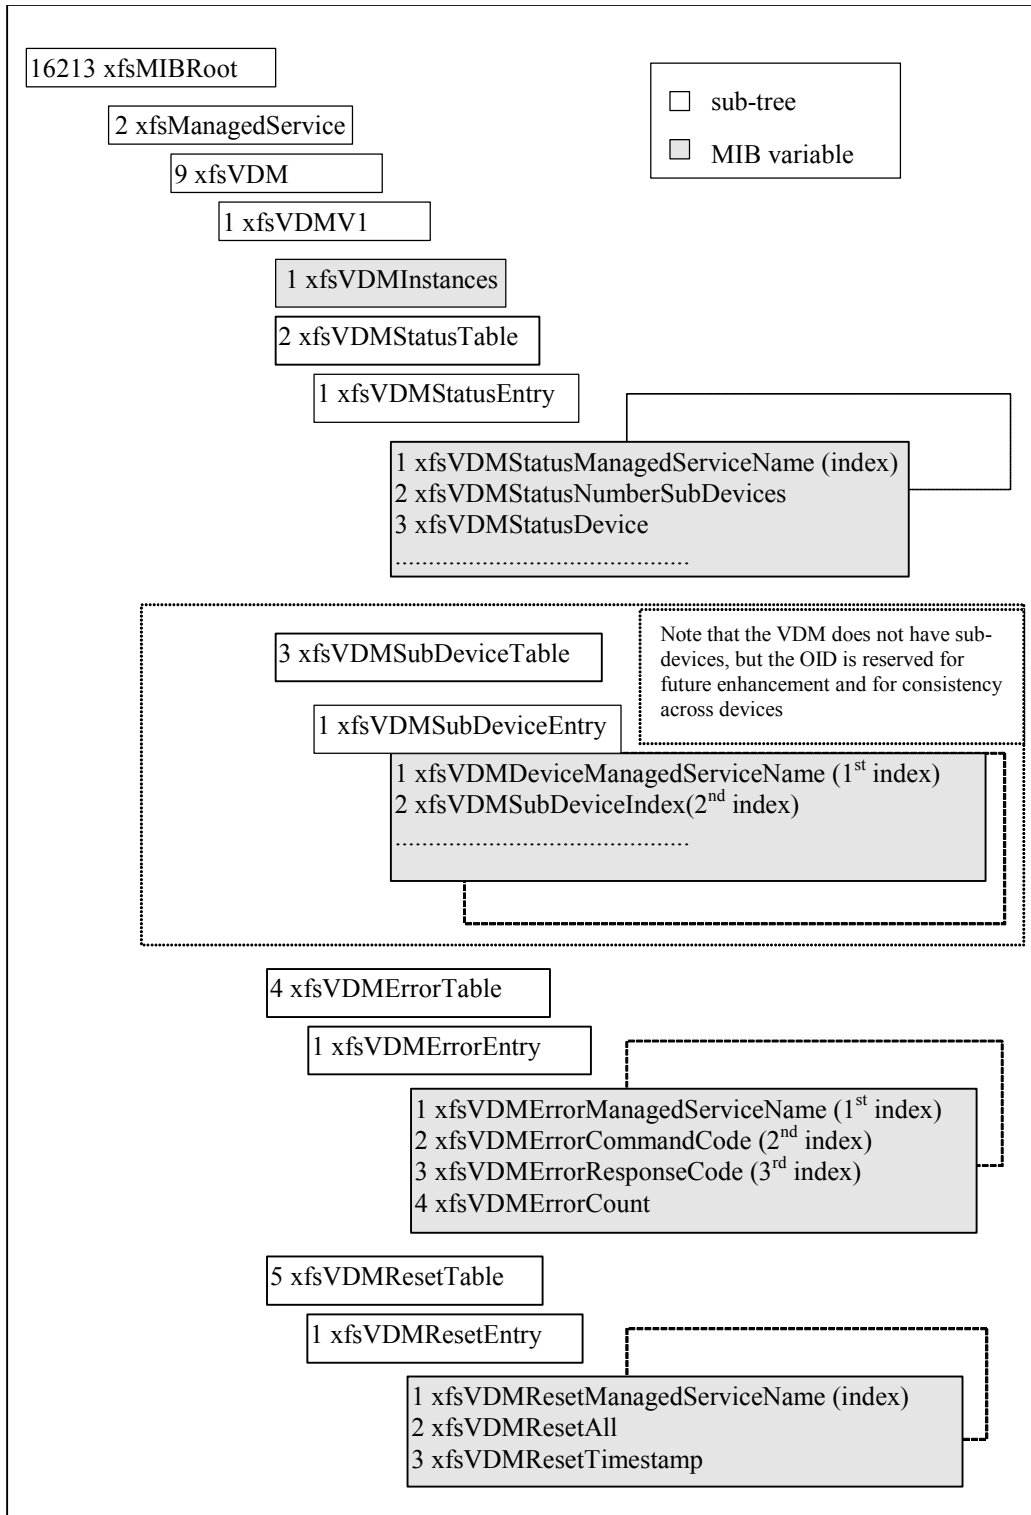 16213 xfsMIBRoot
sub-tree
MIB variable
2 xfsManagedService
9 xfsVDM
1 xfsVDMV1
1 xfsVDMInstances
2 xfsVDMStatusTable
1 xfsVDMStatusEntry
1 xfsVDMStatusManagedServiceName (index)
2 xfsVDMStatusNumberSubDevices
3 xfsVDMStatusDevice
............................................
Note that the VDM does not have sub-
devices, but the OID is reserved for
future enhancement and for consistency
across devices
3 xfsVDMSubDeviceTable
1 xfsVDMSubDeviceEntry
1 xfsVDMDeviceManagedServiceName (1st index)
2 xfsVDMSubDeviceIndex(2nd index)
............................................
4 xfsVDMErrorTable
1 xfsVDMErrorEntry
1 xfsVDMErrorManagedServiceName (1st index)
2 xfsVDMErrorCommandCode (2nd index)
3 xfsVDMErrorResponseCode (3rd index)
4 xfsVDMErrorCount
5 xfsVDMResetTable
1 xfsVDMResetEntry
1 xfsVDMResetManagedServiceName (index)
2 xfsVDMResetAll
3 xfsVDMResetTimestamp